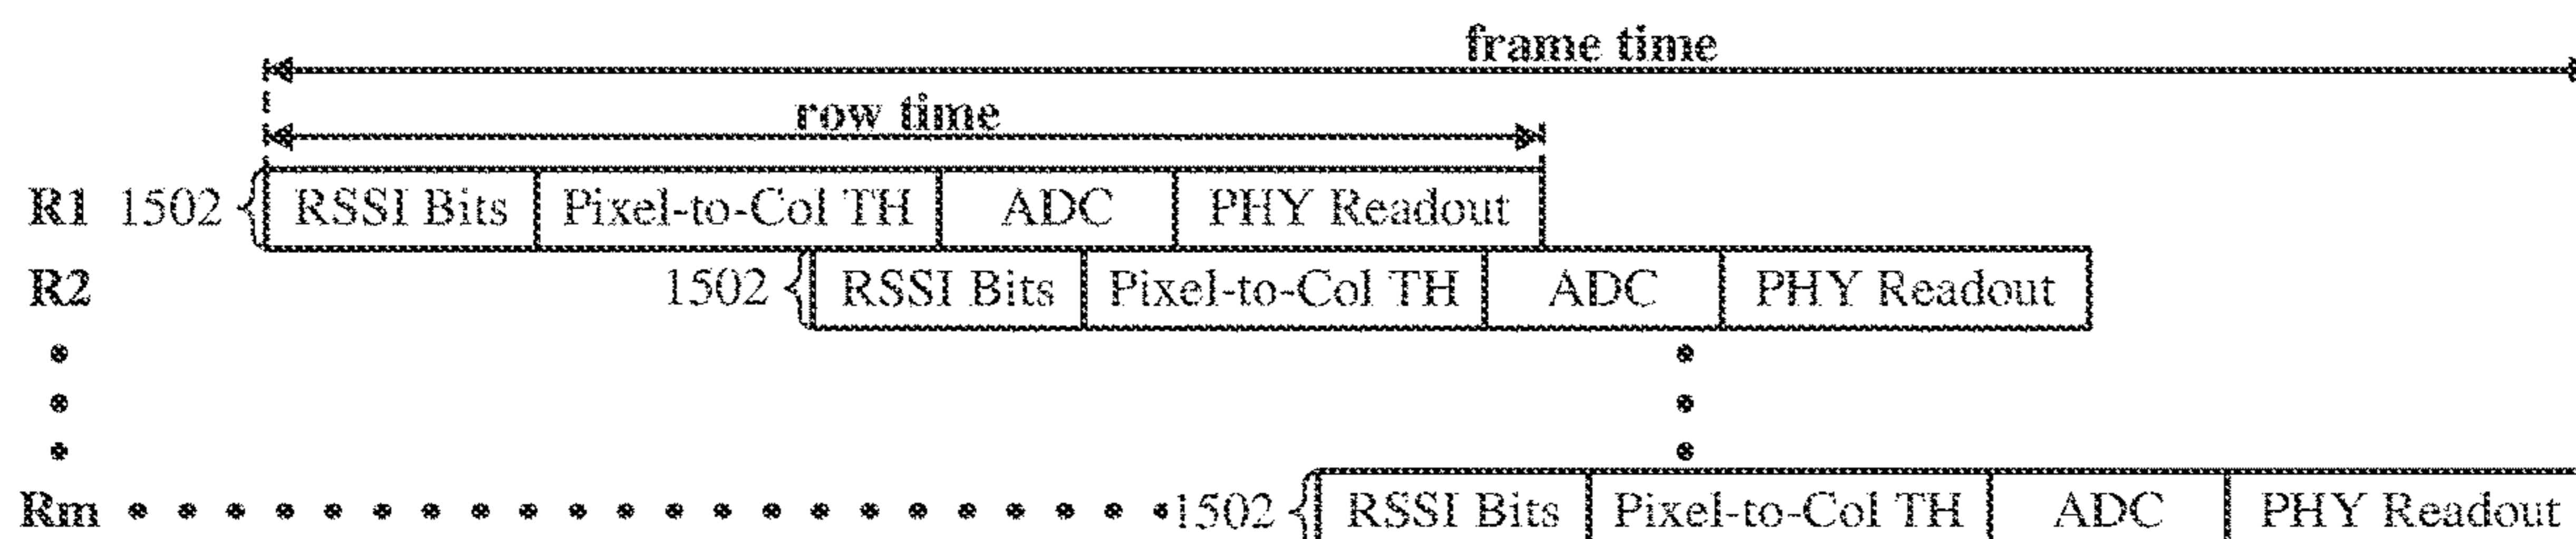 frame time
row time
R1 1502 RSSI Bits Pixel-to-Col TH ADC PHY Readout
R2 1502 RSSI Bits Pixel-to-Col TH ADC PHY Readout
Rm 1502 RSSI Bits Pixel-to-Col TH ADC PHY Readout